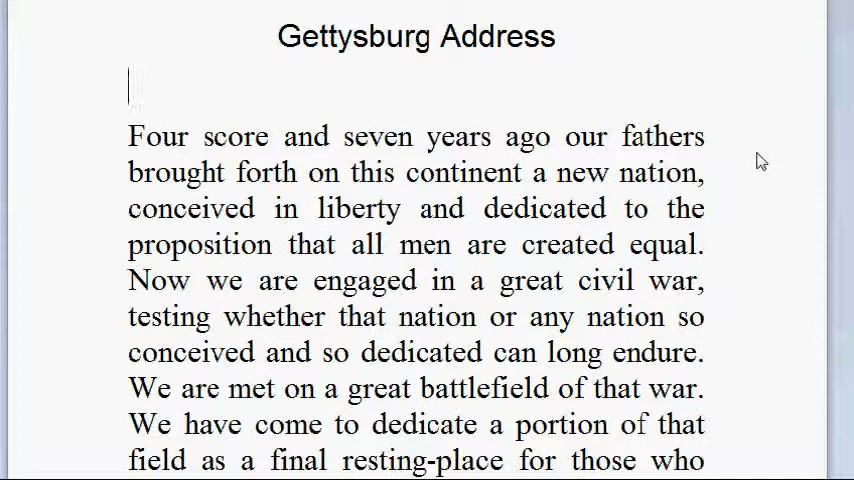 Gettysburg Address
Four score and seven years ago our fathers
brought forth on this continent a new nation,
conceived in liberty and dedicated to the
proposition that all men are created equal.
Now we are engaged in a great civil war,
testing whether that nation or any nation so
conceived and so dedicated can long endure.
We are met on a great battlefield of that war.
We have come to dedicate a portion of that
field as a final resting-place for those who